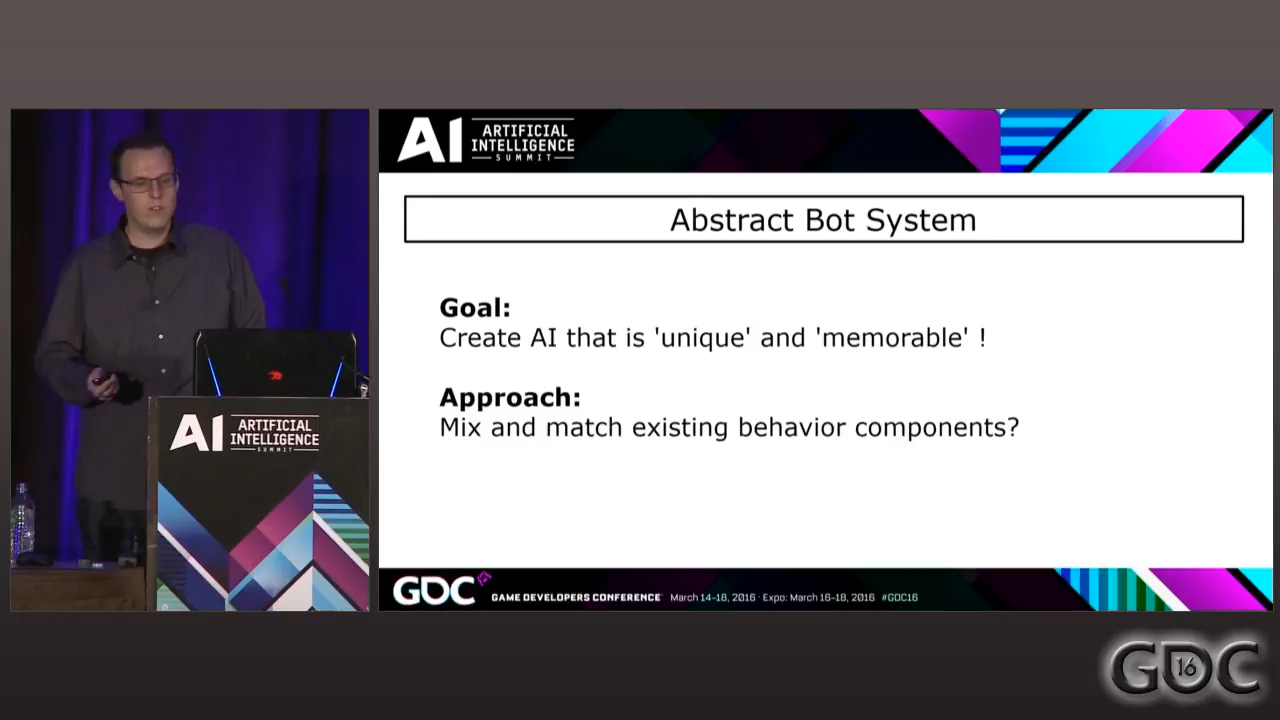 AI ARTIFICIAL
INTELLIGENCE
SUMMIT
Abstract Bot System
Goal:
Create AI that is 'unique' and 'memorable' !
Approach:
Mix and match existing behavior components?
AI ARTIFICIAL
INTELLIGENCE
SUMMIT
GDC GAME DEVELOPERS CONFERENCE March 14-18, 2016 · Expo: March 16-18, 2016 #GDC16
GDC 16